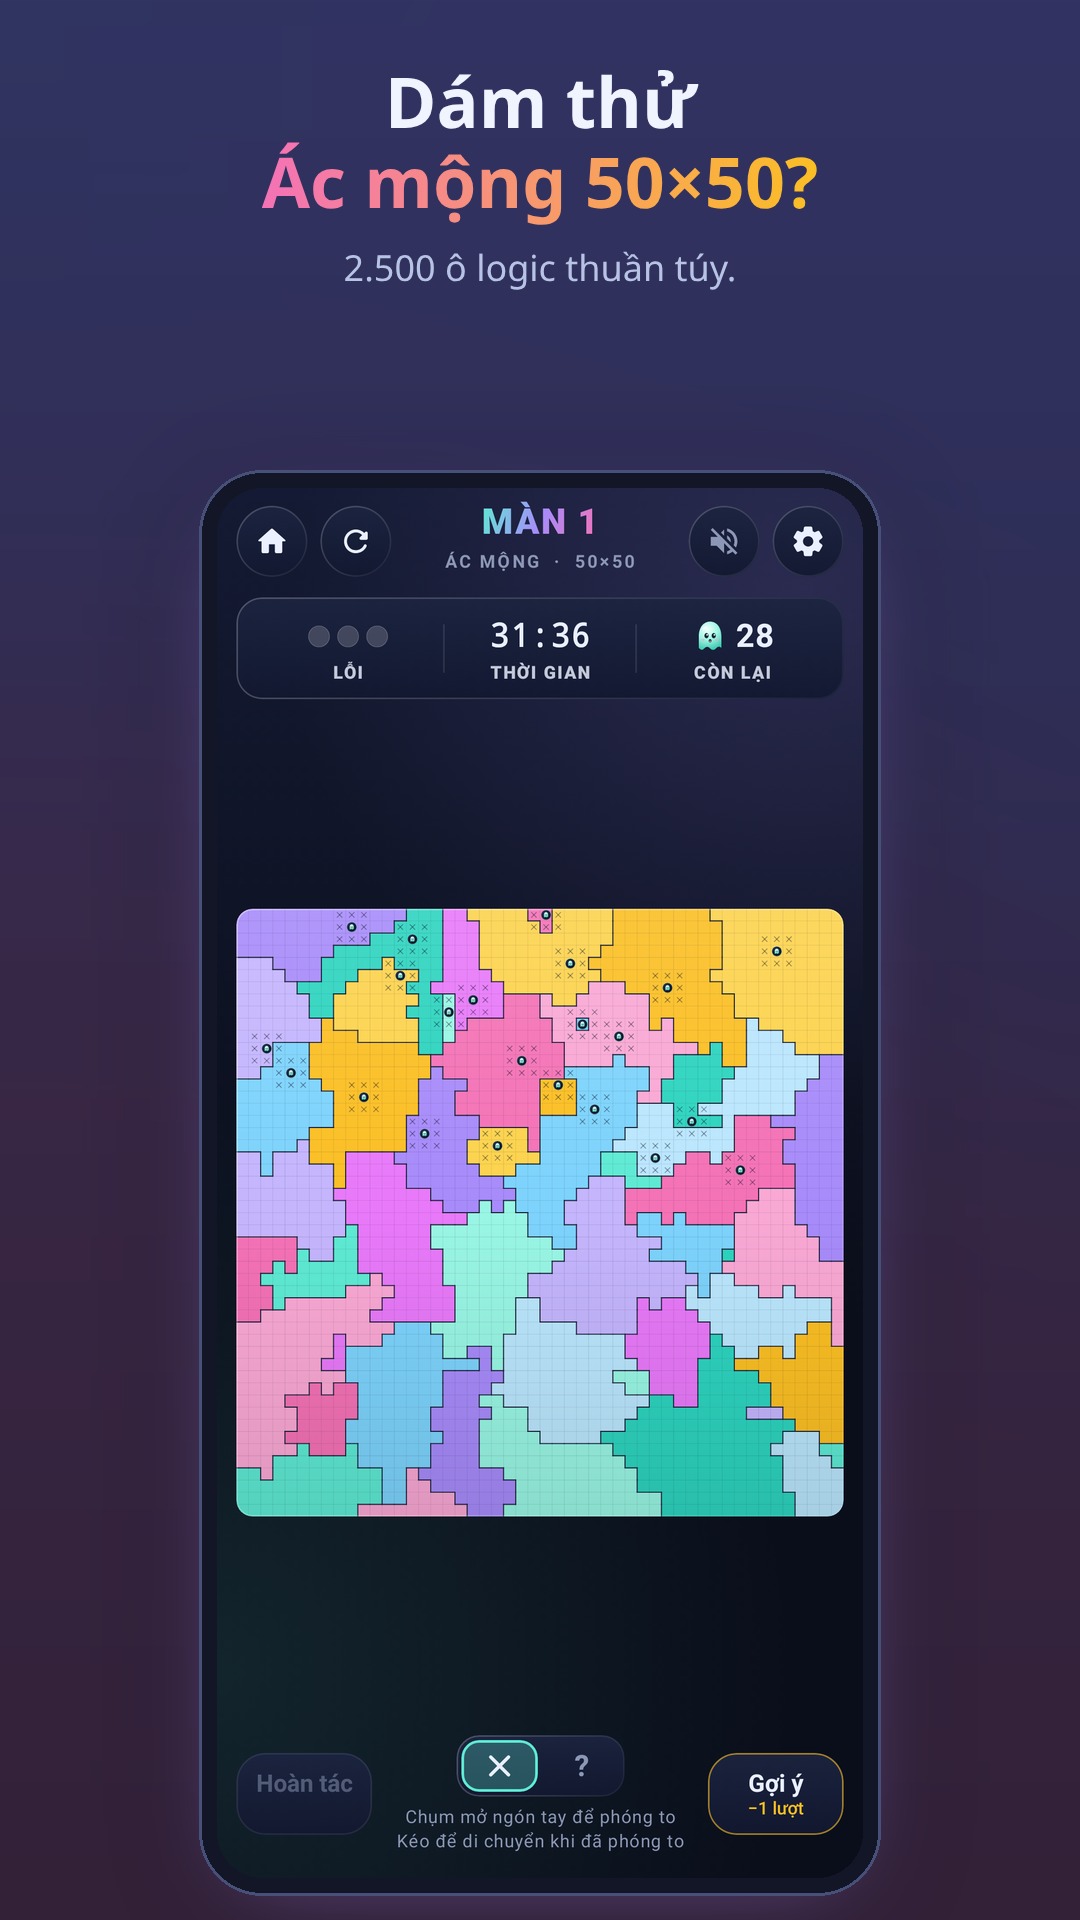 Dám thử
Ác mộng 50×50?
2.500 ô logic thuần túy.
MÀN 1
ÁC MỘNG · 50×50
31:36
28
LỖI
THỜI GIAN
CÒN LẠI
Hoàn tác
?
Gợi ý
−1 lượt
Chụm mở ngón tay để phóng to
Kéo để di chuyển khi đã phóng to